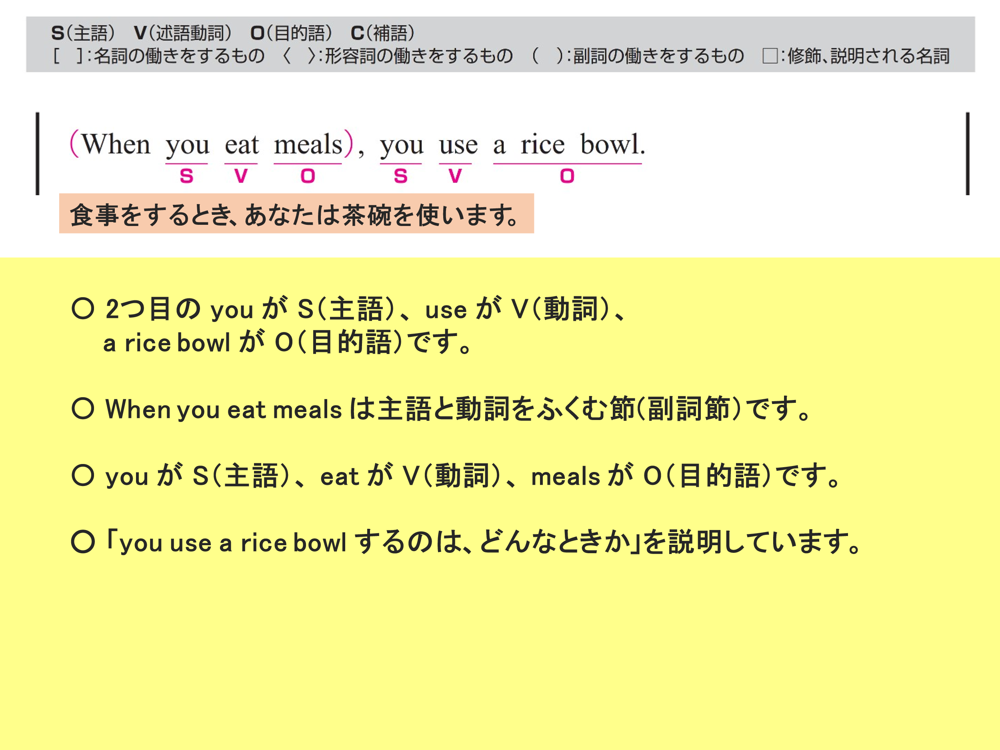 S（主語）　V（述語動詞）　O（目的語）　C（補語）
［　］：名詞の働きをするもの　〈　〉：形容詞の働きをするもの　（　）：副詞の働きをするもの　□：修飾、説明される名詞
(When you eat meals), you use a rice bowl.
S V O S V O
食事をするとき、あなたは茶碗を使います。
○ 2つ目の you が S（主語）、use が V（動詞）、
a rice bowl が O（目的語）です。
○ When you eat meals は主語と動詞をふくむ節（副詞節）です。
○ you が S（主語）、eat が V（動詞）、meals が O（目的語）です。
○「you use a rice bowl するのは、どんなときか」を説明しています。